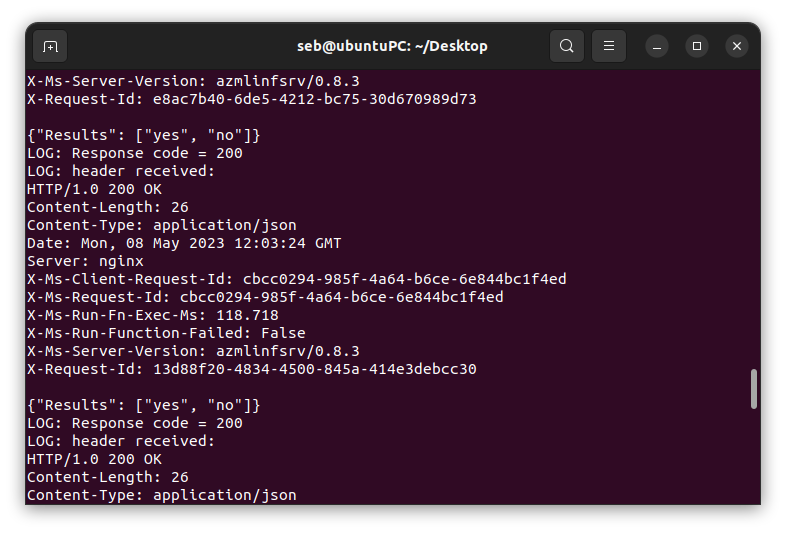 seb@ubuntuPC: ~/Desktop
X-Ms-Server-Version: azmlinfsrv/0.8.3
X-Request-Id: e8ac7b40-6de5-4212-bc75-30d670989d73
{"Results": ["yes", "no"]}
LOG: Response code = 200
LOG: header received:
HTTP/1.0 200 OK
Content-Length: 26
Content-Type: application/json
Date: Mon, 08 May 2023 12:03:24 GMT
Server: nginx
X-Ms-Client-Request-Id: cbcc0294-985f-4a64-b6ce-6e844bc1f4ed
X-Ms-Request-Id: cbcc0294-985f-4a64-b6ce-6e844bc1f4ed
X-Ms-Run-Fn-Exec-Ms: 118.718
X-Ms-Run-Function-Failed: False
X-Ms-Server-Version: azmlinfsrv/0.8.3
X-Request-Id: 13d88f20-4834-4500-845a-414e3debcc30
{"Results": ["yes", "no"]}
LOG: Response code = 200
LOG: header received:
HTTP/1.0 200 OK
Content-Length: 26
Content-Type: application/json